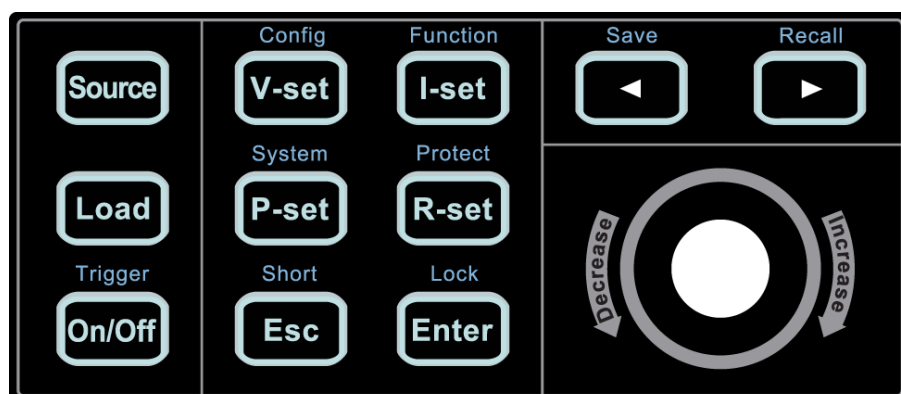 Config Function Save Recall
Source V-set I-set
System Protect
Load P-set R-set
Decrease Increase
Trigger Short Lock
On/Off Esc Enter